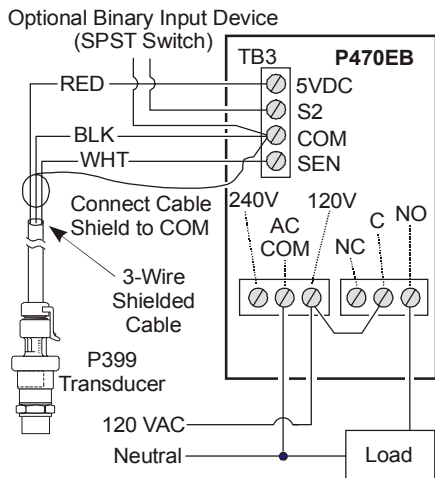 Optional Binary Input Device
(SPST Switch)
TB3
P470EB
RED
5VDC
S2
BLK
COM
WHT
SEN
Connect Cable
Shield to COM
240V
120V
AC
COM
NC
C
NO
3-Wire
Shielded
Cable
P399
Transducer
120 VAC
Neutral
Load